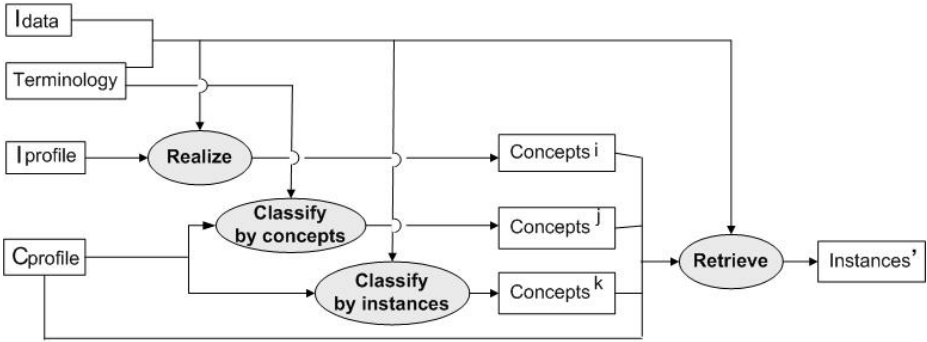 Idata
Terminology
Iprofile
Realize
Concepts i
Classify
by concepts
Concepts j
Cprofile
Retrieve
Instances’
Classify
by instances
Concepts k